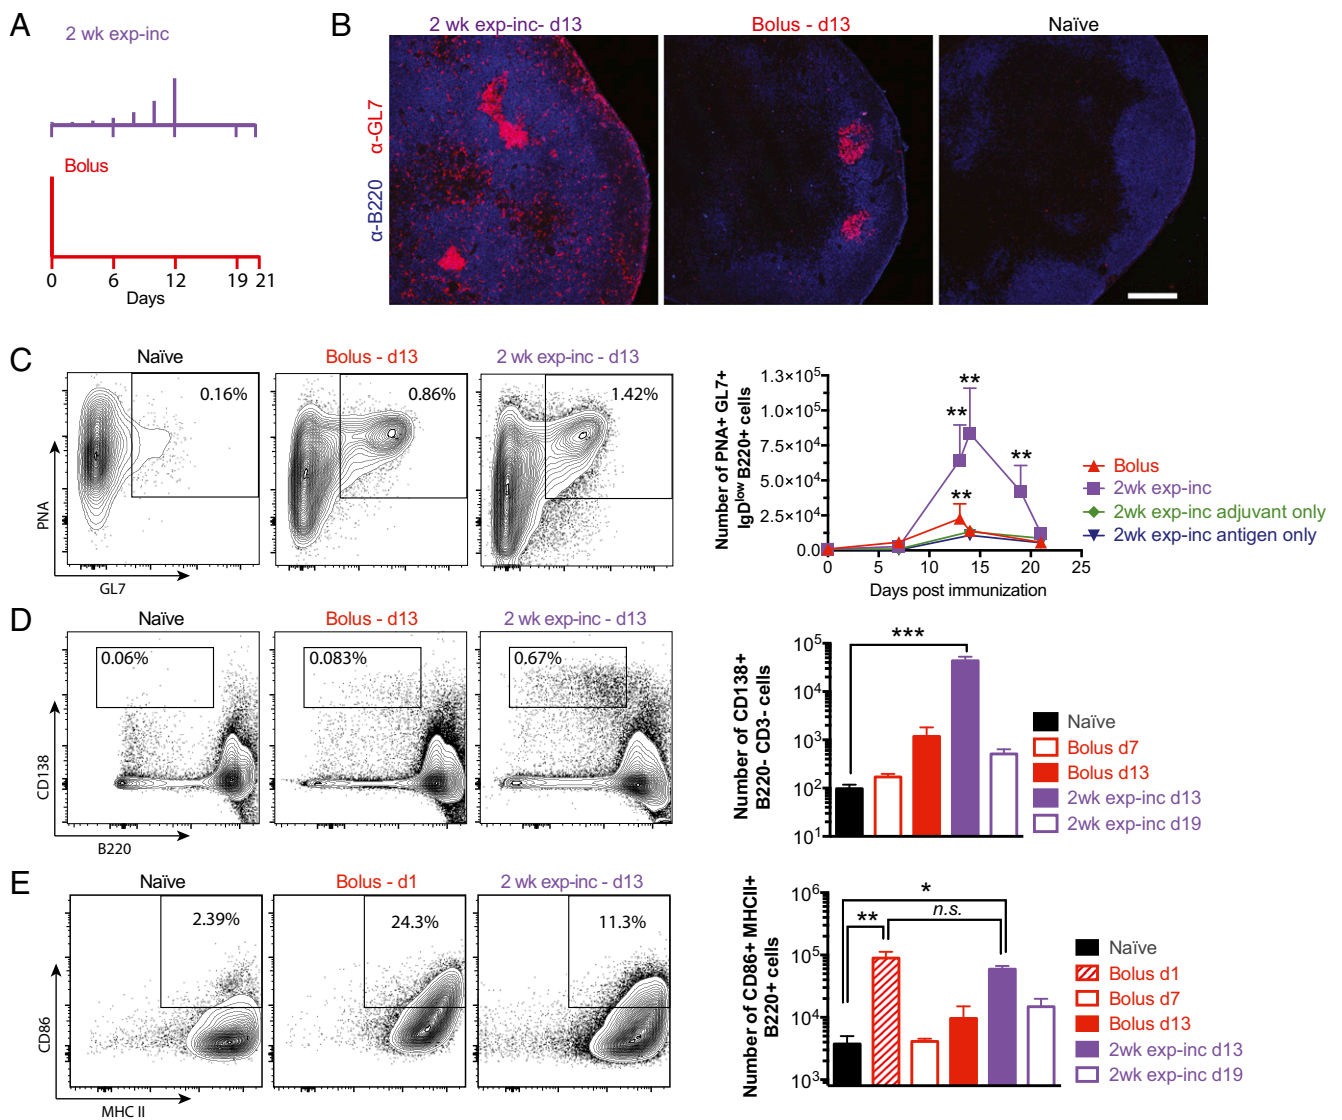 A
2 wk exp-inc
Bolus
0 6 12 19 21
Days
B
2 wk exp-inc- d13
Bolus - d13
Naïve
α-GL7
α-B220
C
Naïve
Bolus - d13
2 wk exp-inc - d13
0.16%
0.86%
1.42%
PNA
GL7
Number of PNA+ GL7+
IgDlow B220+ cells
1.3×10⁵
1.0×10⁵
7.5×10⁴
5.0×10⁴
2.5×10⁴
0.0
0 5 10 15 20 25
Days post immunization
**
**
**
**
Bolus
2wk exp-inc
2wk exp-inc adjuvant only
2wk exp-inc antigen only
D
Naïve
Bolus - d13
2 wk exp-inc - d13
0.06%
0.083%
0.67%
CD138
B220
Number of CD138+
B220- CD3- cells
10⁵
10⁴
10³
10²
10¹
***
Naïve
Bolus d7
Bolus d13
2wk exp-inc d13
2wk exp-inc d19
E
Naïve
Bolus - d1
2 wk exp-inc - d13
2.39%
24.3%
11.3%
CD86
MHC II
Number of CD86+ MHCII+
B220+ cells
10⁶
10⁵
10⁴
10³
*
**
n.s.
Naïve
Bolus d1
Bolus d7
Bolus d13
2wk exp-inc d13
2wk exp-inc d19